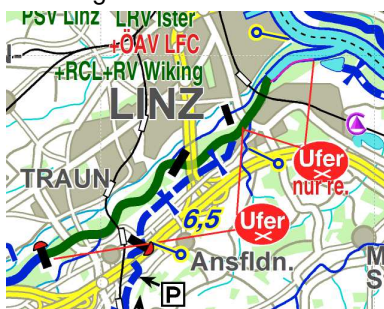 PSV Linz LRV Ister
+ÖAV LFC
+RCL+RV Wiking
LINZ
TRAUN
Ufer
nur re.
6,5
Ufer
Ansfldn.
P